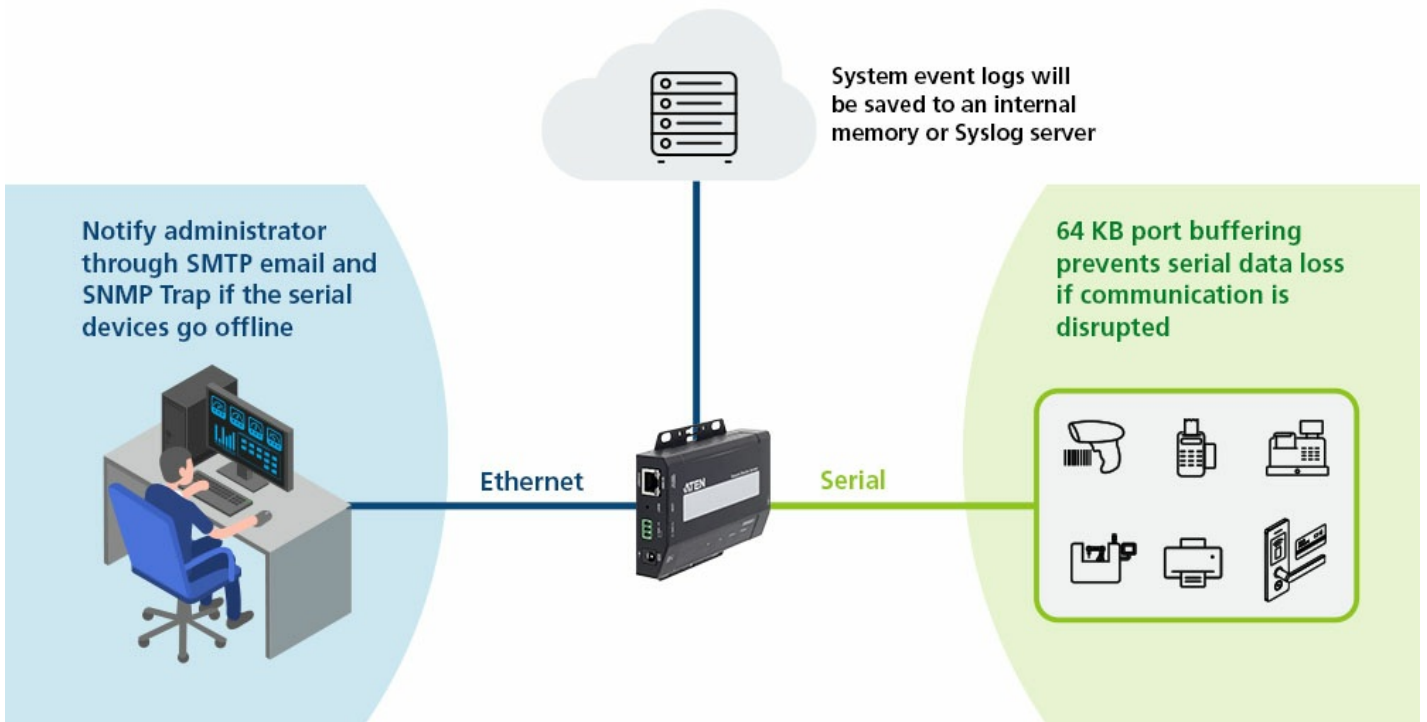 System event logs will
be saved to an internal
memory or Syslog server
Notify administrator
through SMTP email and
SNMP Trap if the serial
devices go offline
64 KB port buffering
prevents serial data loss
if communication is
disrupted
Ethernet
Serial
ATEN